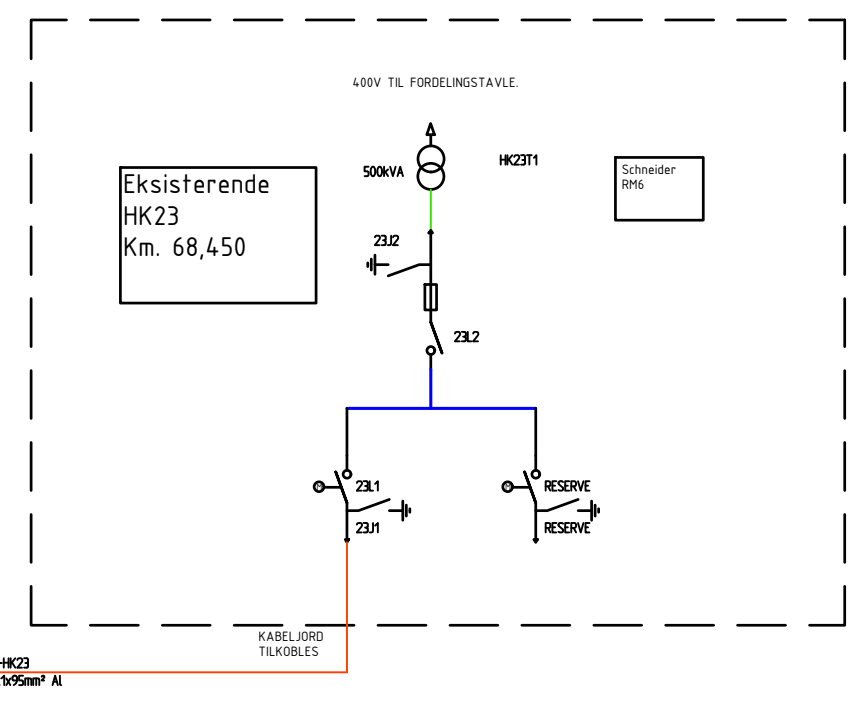 400V TIL FORDELINGSTAVLE.
500kVA
HK23T1
Schneider
RM6
Eksisterende
HK23
Km. 68,450
23J2
23L2
M
23L1
23J1
M
RESERVE
RESERVE
KABELJORD
TILKOBLES
-HK23
1x95mm² Al